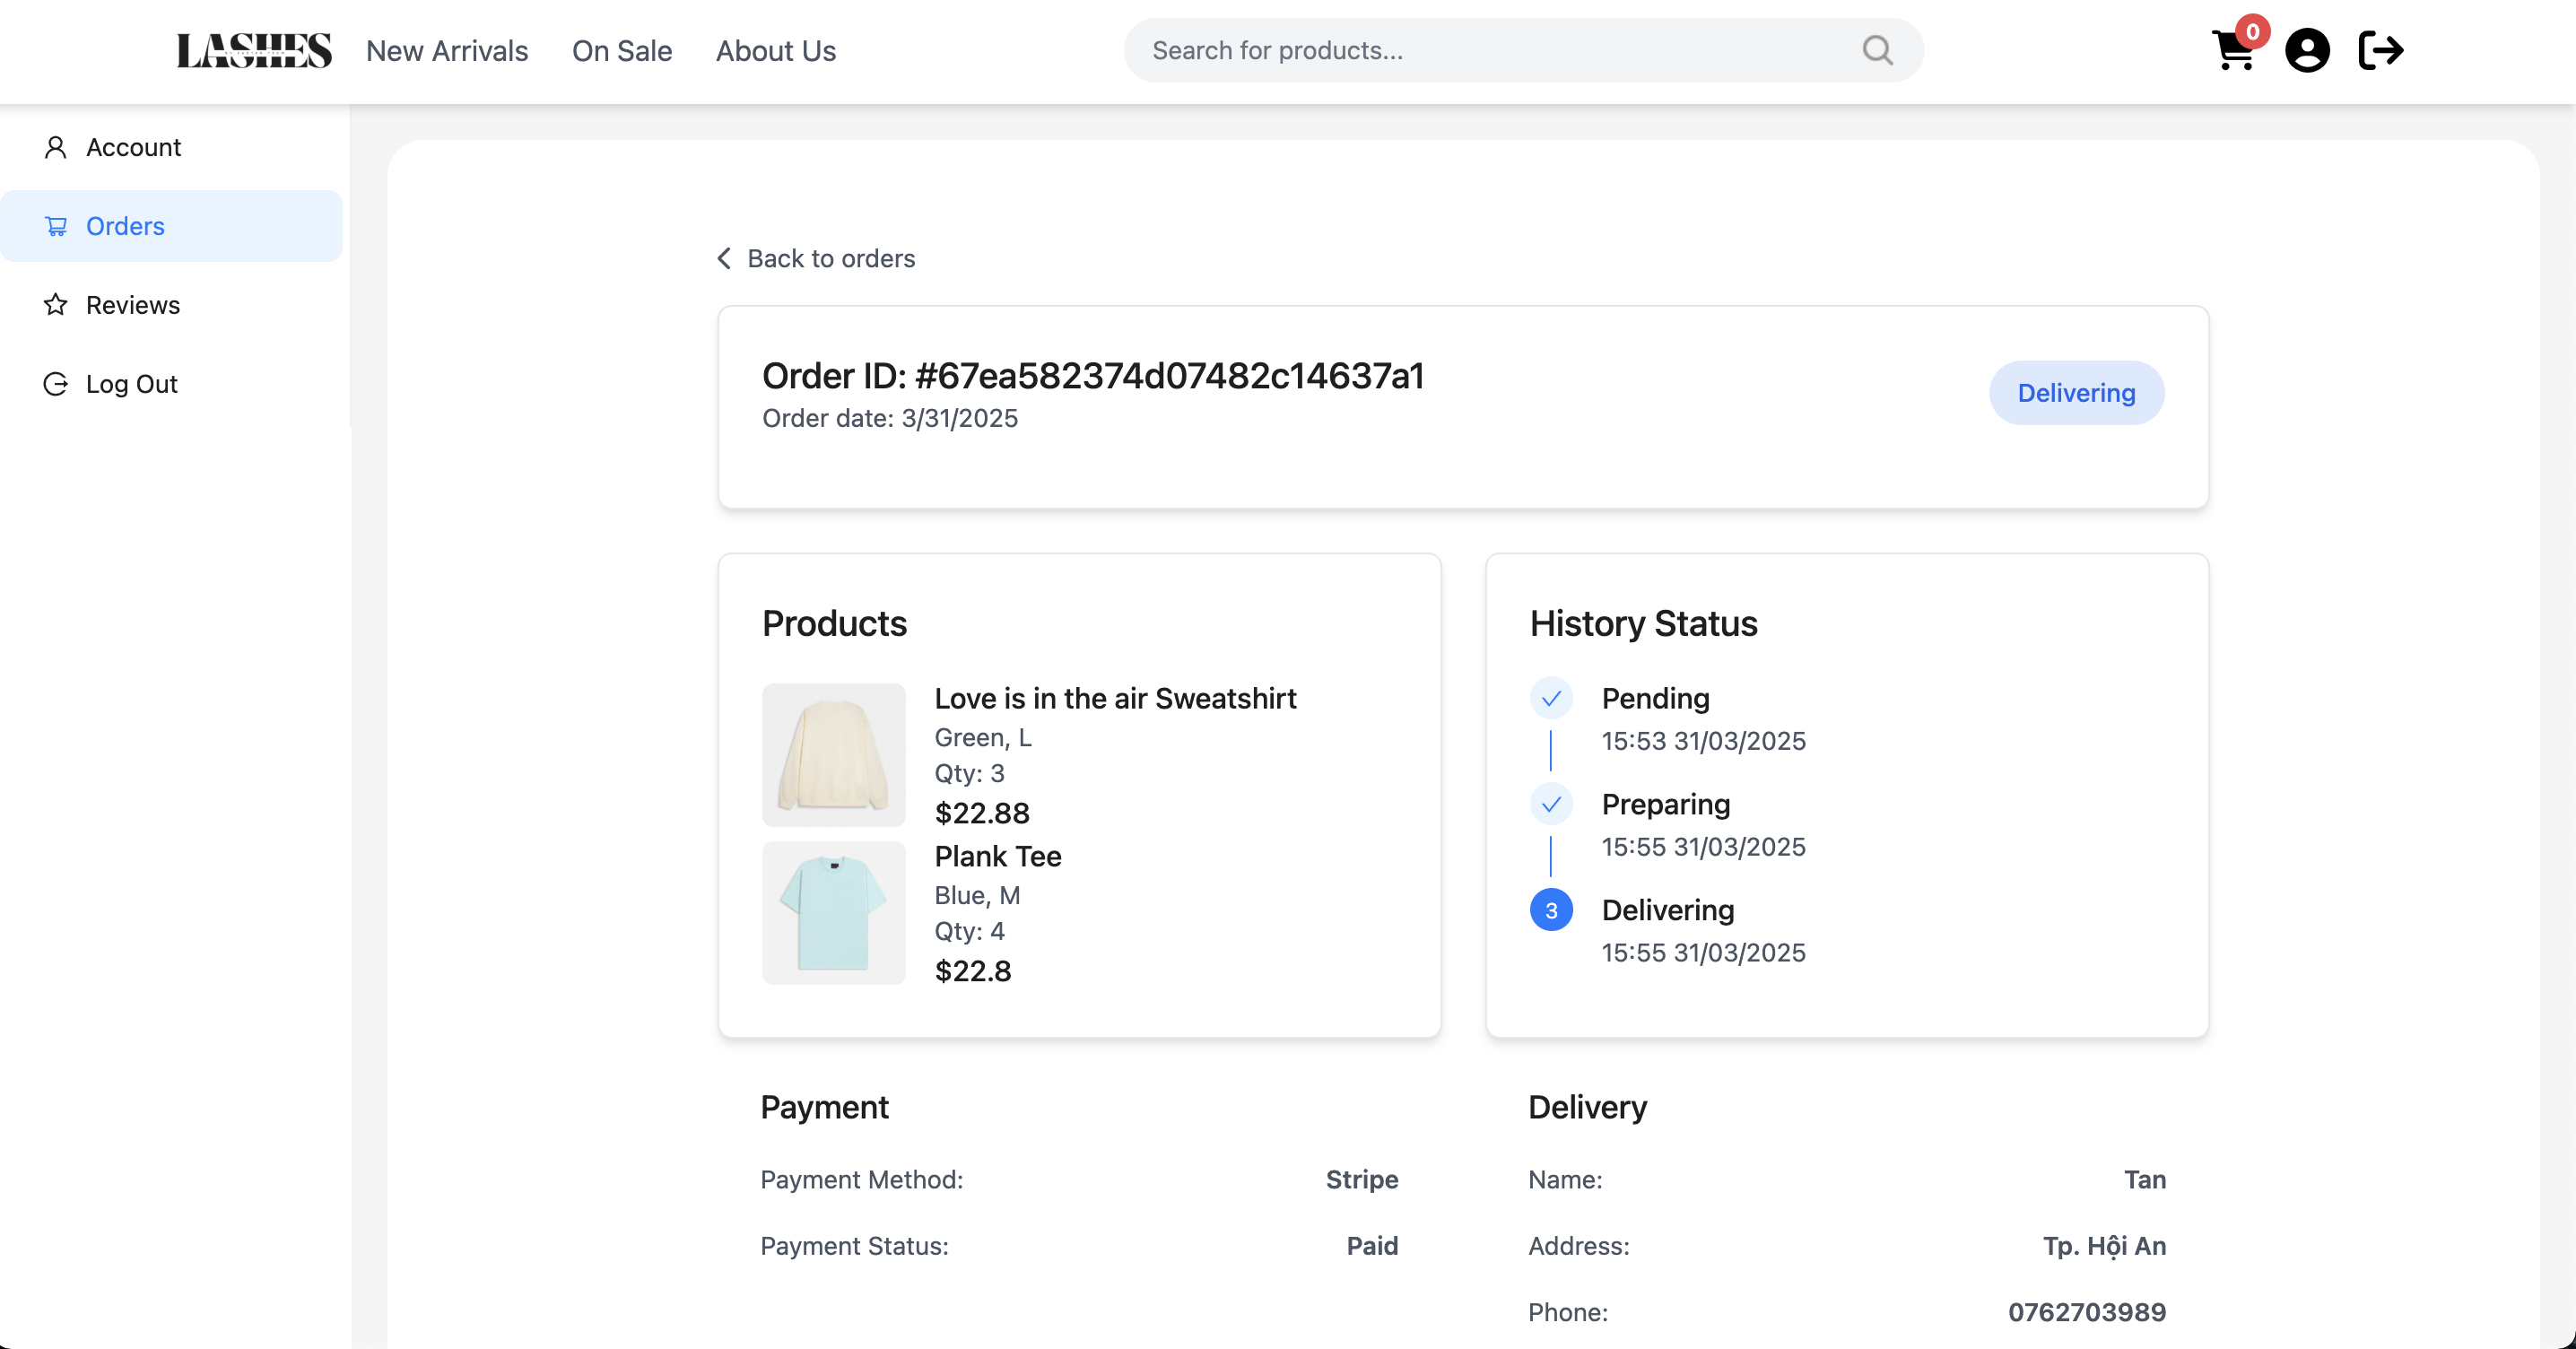 LASHES
New Arrivals
On Sale
About Us
Search for products...
0
Account
Orders
Reviews
Log Out
Back to orders
Order ID: #67ea582374d07482c14637a1
Order date: 3/31/2025
Delivering
Products
Love is in the air Sweatshirt
Green, L
Qty: 3
$22.88
Plank Tee
Blue, M
Qty: 4
$22.8
History Status
Pending
15:53 31/03/2025
Preparing
15:55 31/03/2025
3
Delivering
15:55 31/03/2025
Payment
Payment Method: Stripe
Payment Status: Paid
Delivery
Name: Tan
Address: Tp. Hội An
Phone: 0762703989